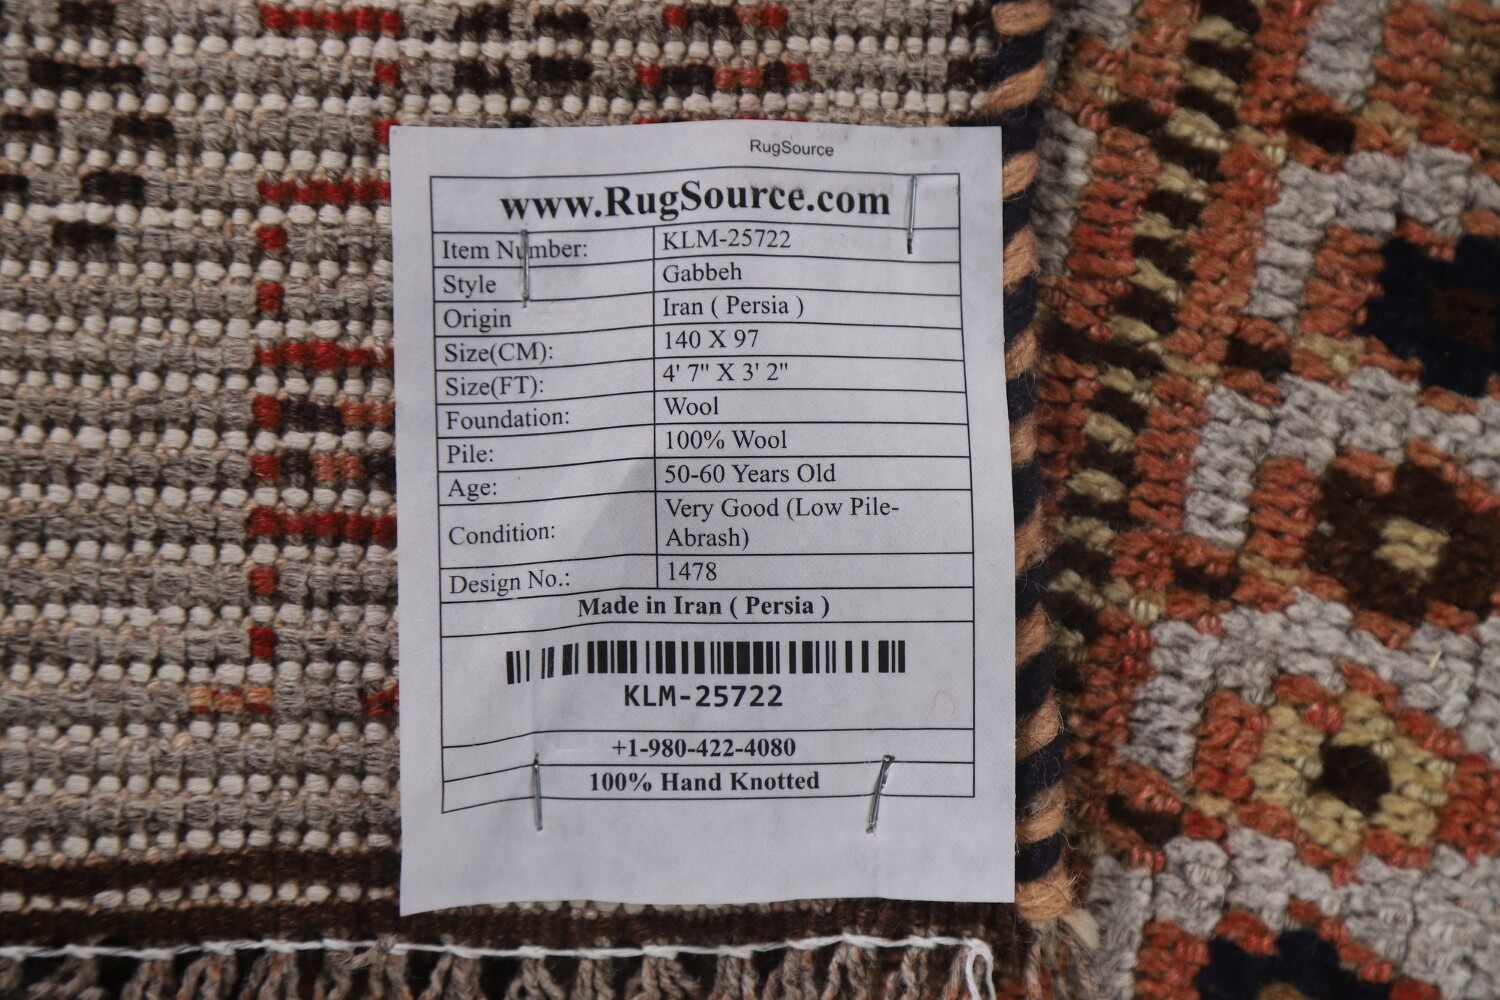 RugSource
www.RugSource.com
Item Number: KLM-25722
Style Gabbeh
Origin Iran ( Persia )
Size(CM): 140 X 97
Size(FT): 4' 7" X 3' 2"
Foundation: Wool
Pile: 100% Wool
Age: 50-60 Years Old
Condition: Very Good (Low Pile-
Abrash)
Design No.: 1478
Made in Iran ( Persia )
KLM-25722
+1-980-422-4080
100% Hand Knotted